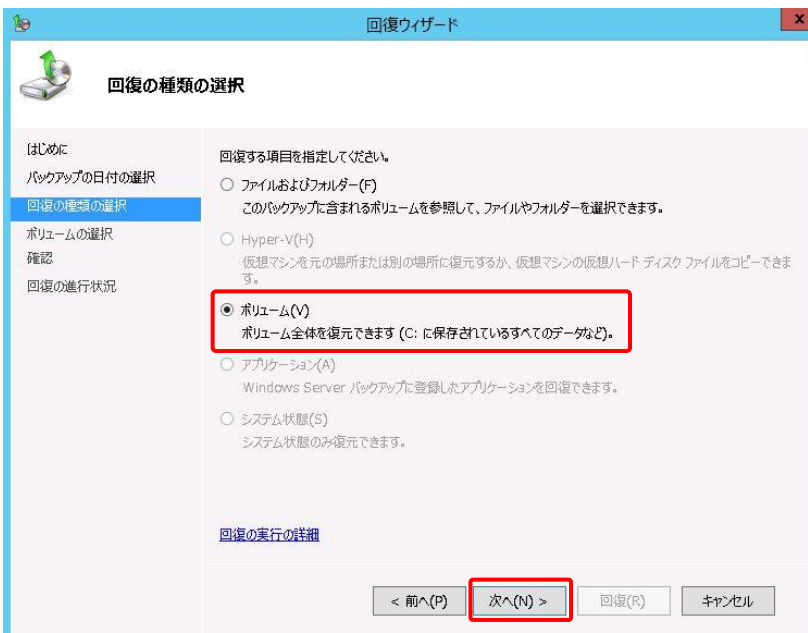 回復ウィザード
x
回復の種類の選択
はじめに
バックアップの日付の選択
回復の種類の選択
ボリュームの選択
確認
回復の進行状況
回復する項目を指定してください。
ファイルおよびフォルダー(F)
このバックアップに含まれるボリュームを参照して、ファイルやフォルダーを選択できます。
Hyper-V(H)
仮想マシンを元の場所または別の場所に復元するか、仮想マシンの仮想ハード ディスク ファイルをコピーできま
す。
ボリューム(V)
ボリューム全体を復元できます (C: に保存されているすべてのデータなど)。
アプリケーション(A)
Windows Server バックアップに登録したアプリケーションを回復できます。
システム状態(S)
システム状態のみ復元できます。
回復の実行の詳細
< 前へ(P)
次へ(N) >
回復(R)
キャンセル